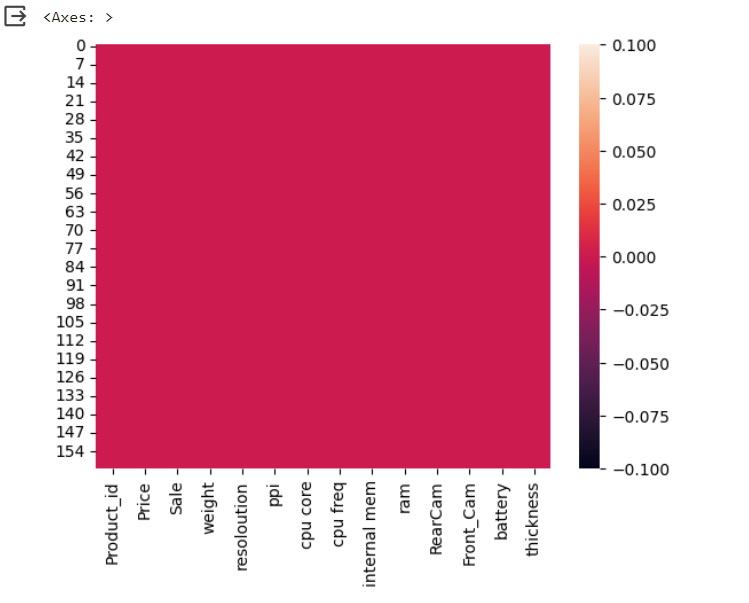 <Axes: >
0
7
14
21
28
35
42
49
56
63
70
77
84
91
98
105
112
119
126
133
140
147
154
0.100
0.075
0.050
0.025
0.000
−0.025
−0.050
−0.075
−0.100
Product_id
Price
Sale
weight
resoloution
ppi
cpu core
cpu freq
internal mem
ram
RearCam
Front_Cam
battery
thickness